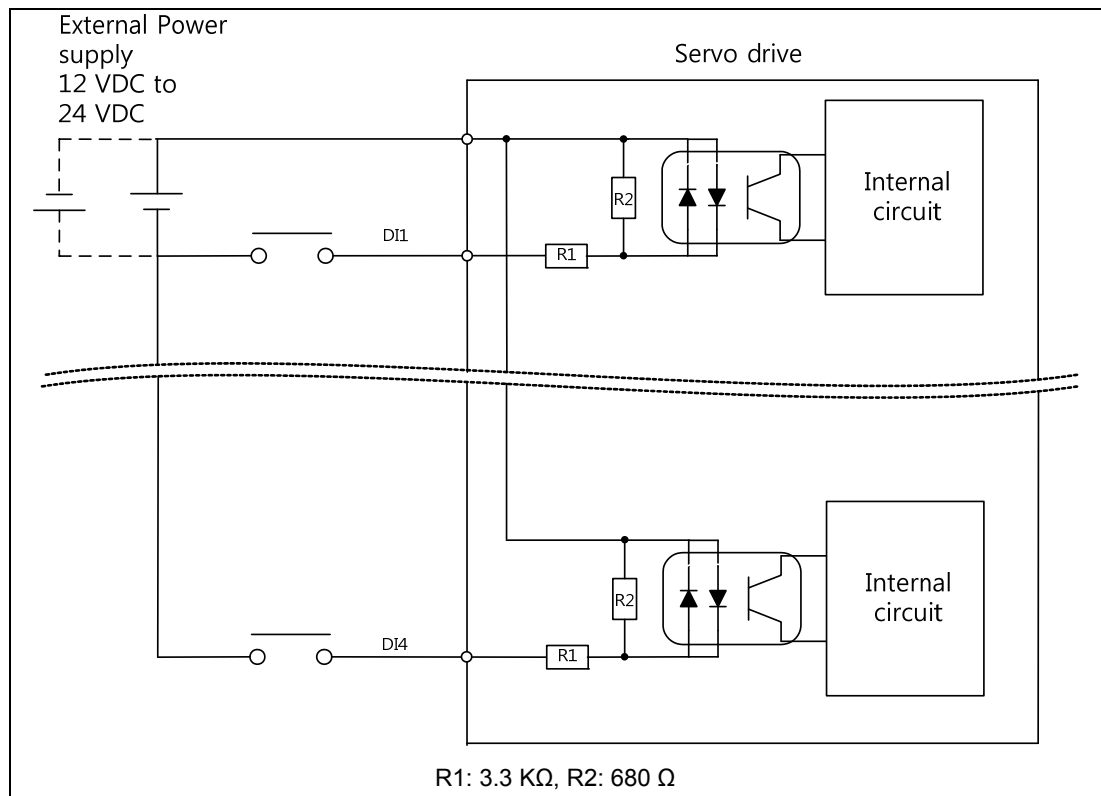 External Power
supply
12 VDC to
24 VDC
Servo drive
R2
Internal
circuit
DI1
R1
R2
Internal
circuit
DI4
R1
R1: 3.3 KΩ, R2: 680 Ω